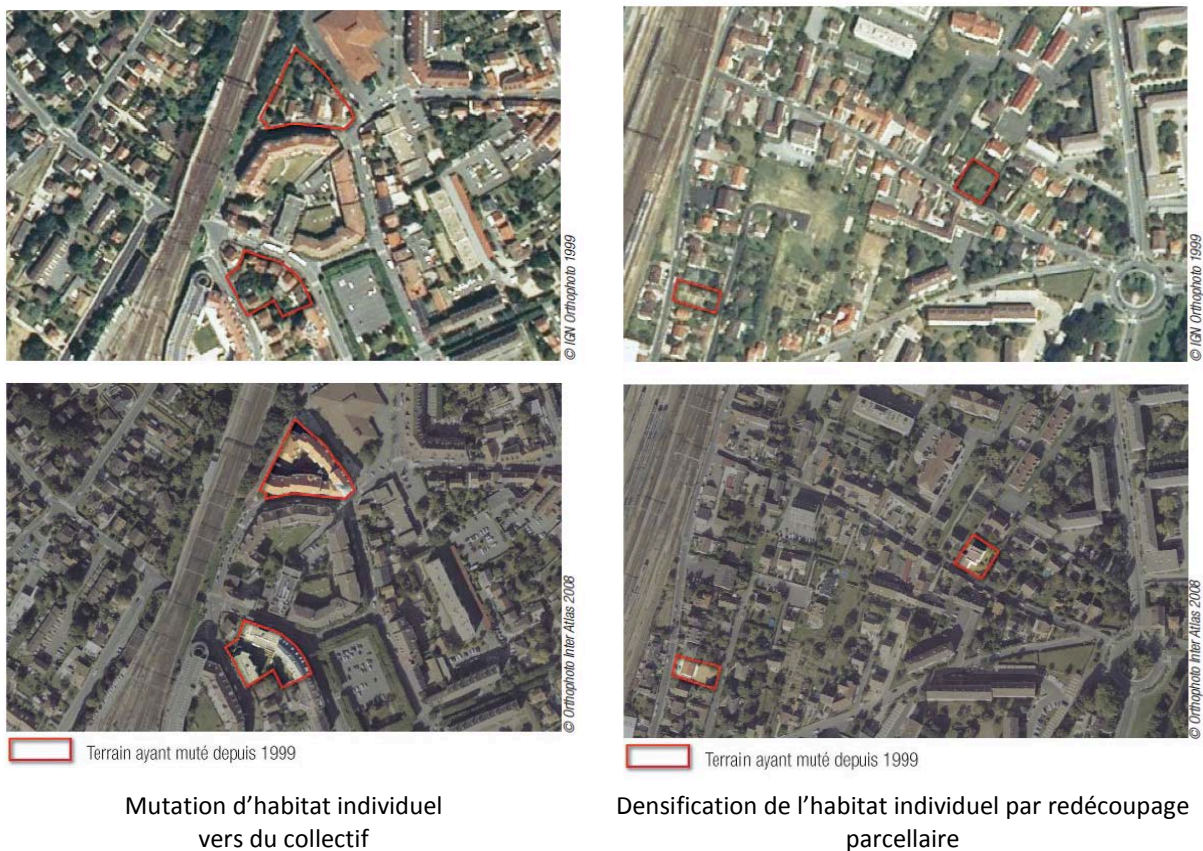 © IGN Orthophoto 1999
© IGN Orthophoto 1999
© Orthophoto Inter Atlas 2008
© Orthophoto Inter Atlas 2008
Terrain ayant muté depuis 1999
Terrain ayant muté depuis 1999
Mutation d’habitat individuel
vers du collectif
Densification de l’habitat individuel par redécoupage
parcellaire